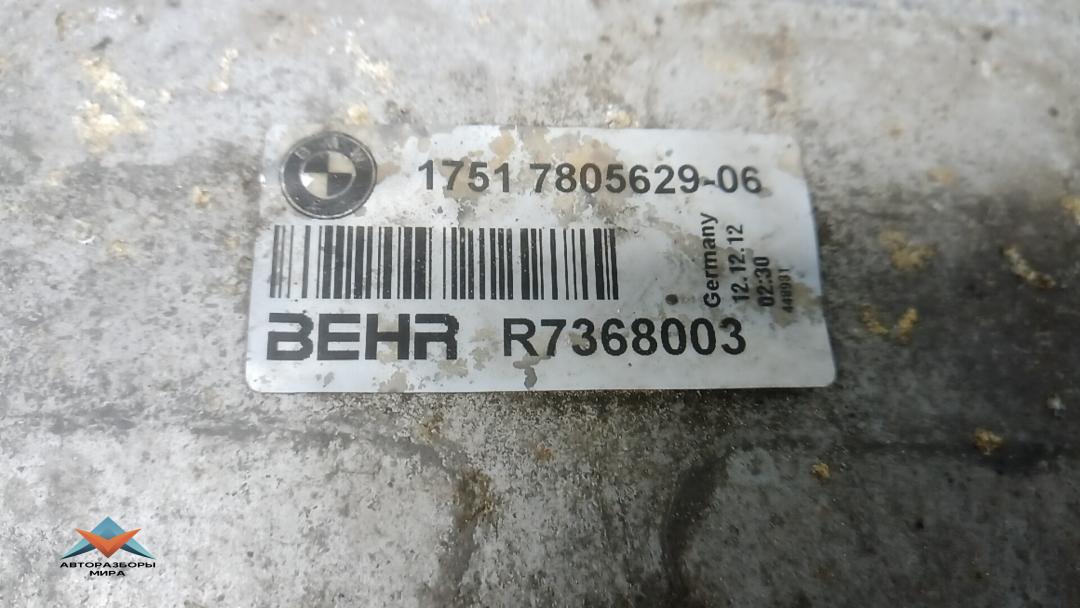 1751 7805629-06
Germany
12.12.12
02:30
BEHR R7368003
АВТОРАЗБОРЫ
МИРА